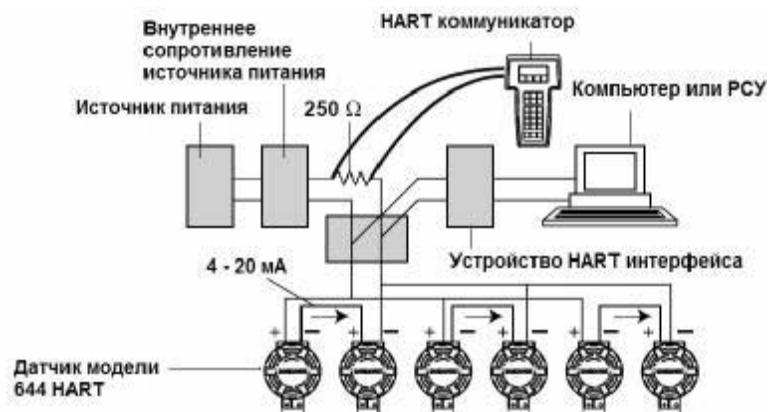 HART коммуникатор
Внутреннее
сопротивление
источника питания
Источник питания
250 Ω
Компьютер или РСУ
Устройство HART интерфейса
4 - 20 мА
+ − + − + − 
Датчик модели
644 HART